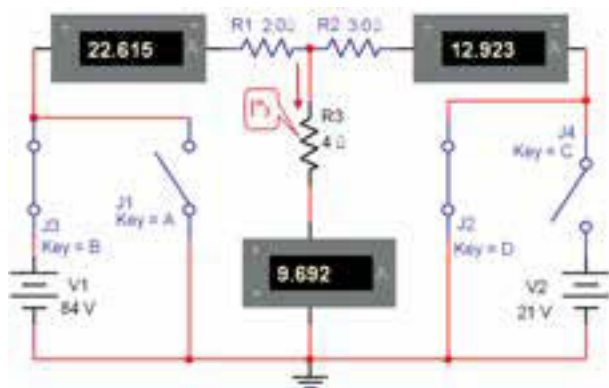 R1 2.0Ω R2 3.0Ω
22.615 A
12.923 A
R3
4 Ω
J4
Key = C
J1
Key = A
J3
Key = B
J2
Key = D
9.692 A
V1
84 V
V2
21 V